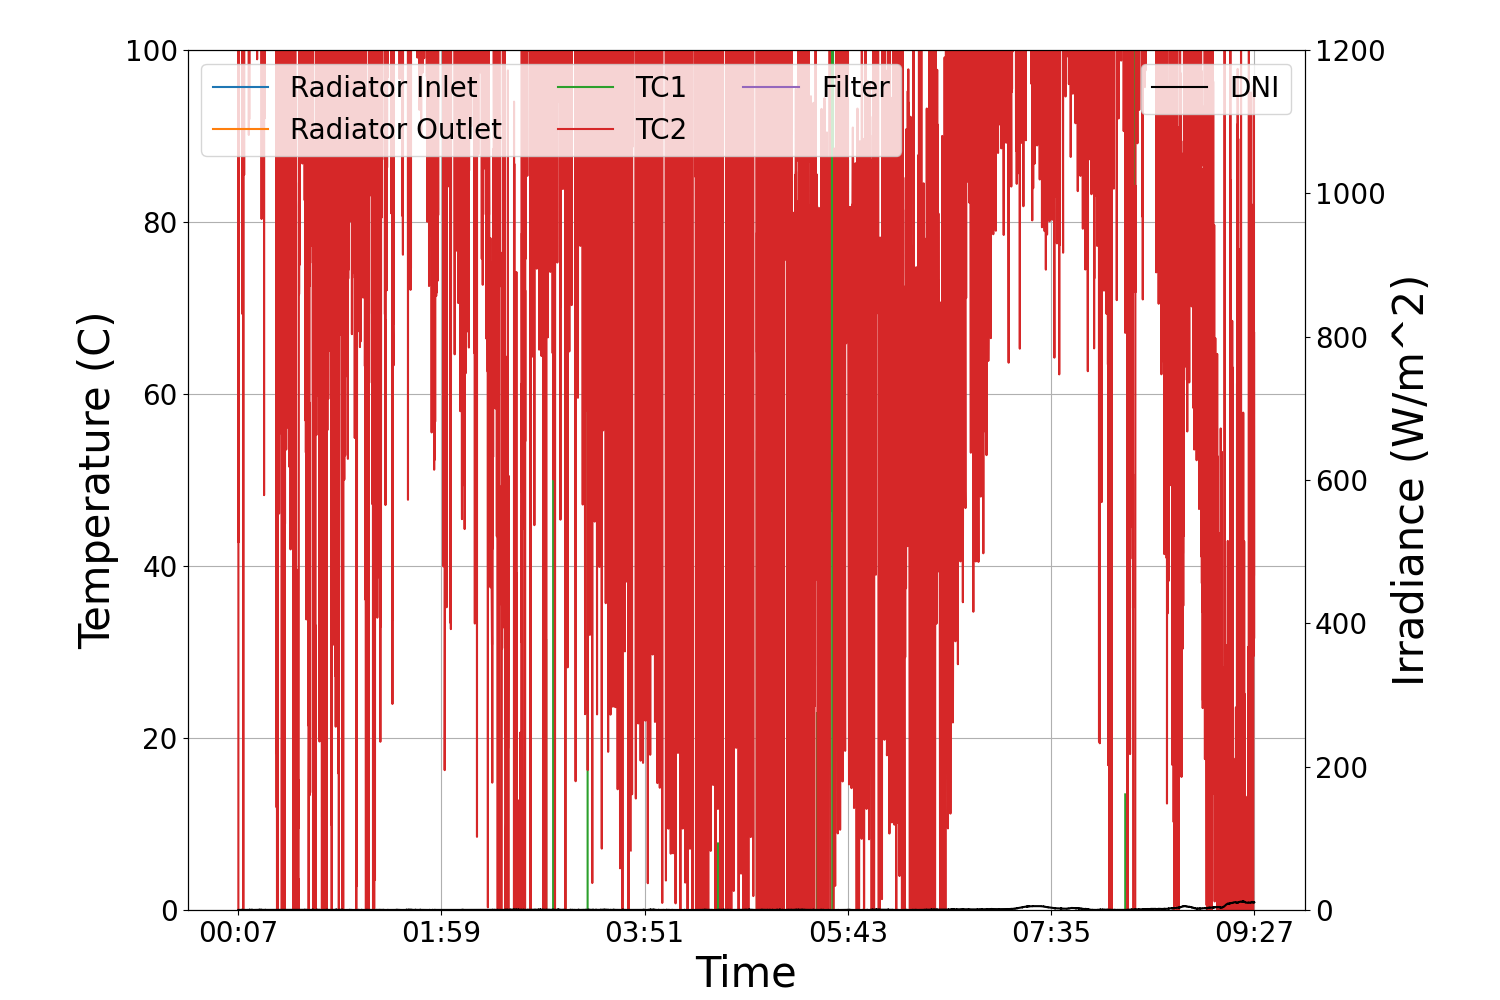 100
80
60
40
20
0
Temperature (C)
Radiator Inlet
Radiator Outlet
TC1
TC2
Filter
DNI
1200
1000
800
600
400
200
0
Irradiance (W/m^2)
00:07
01:59
03:51
05:43
07:35
09:27
Time